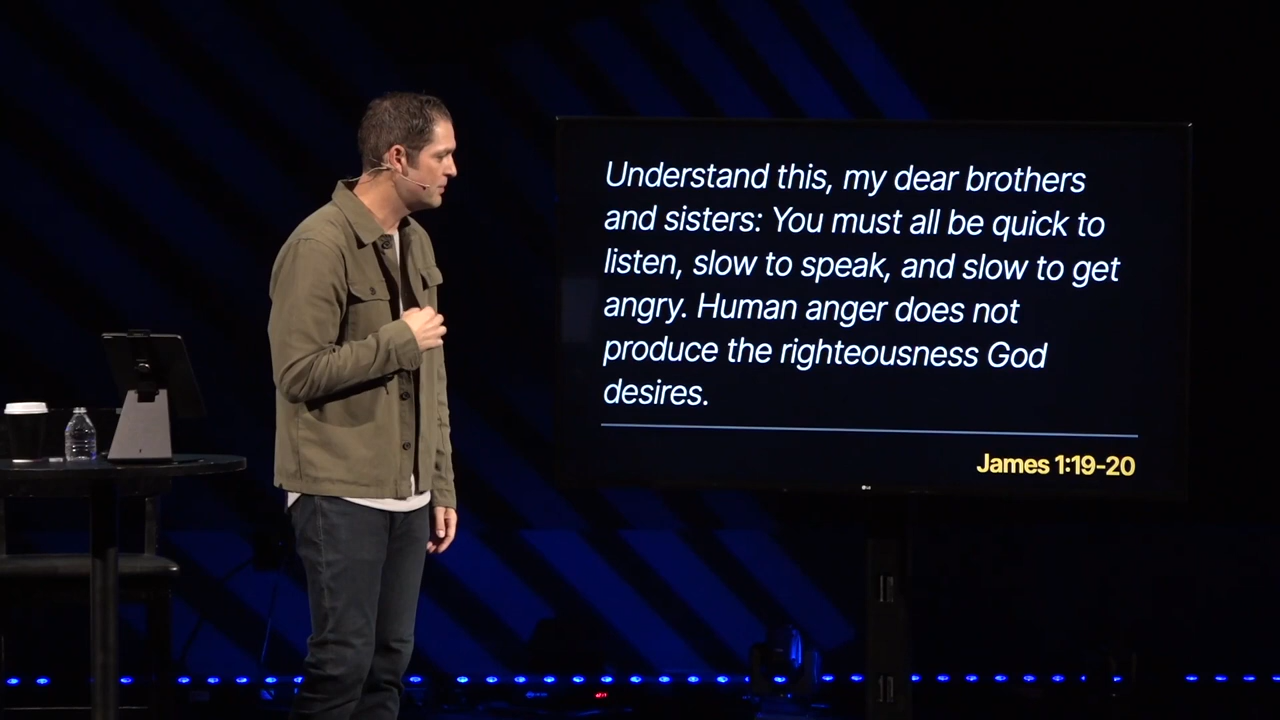 Understand this, my dear brothers
and sisters: You must all be quick to
listen, slow to speak, and slow to get
angry. Human anger does not
produce the righteousness God
desires.
James 1:19-20
LG